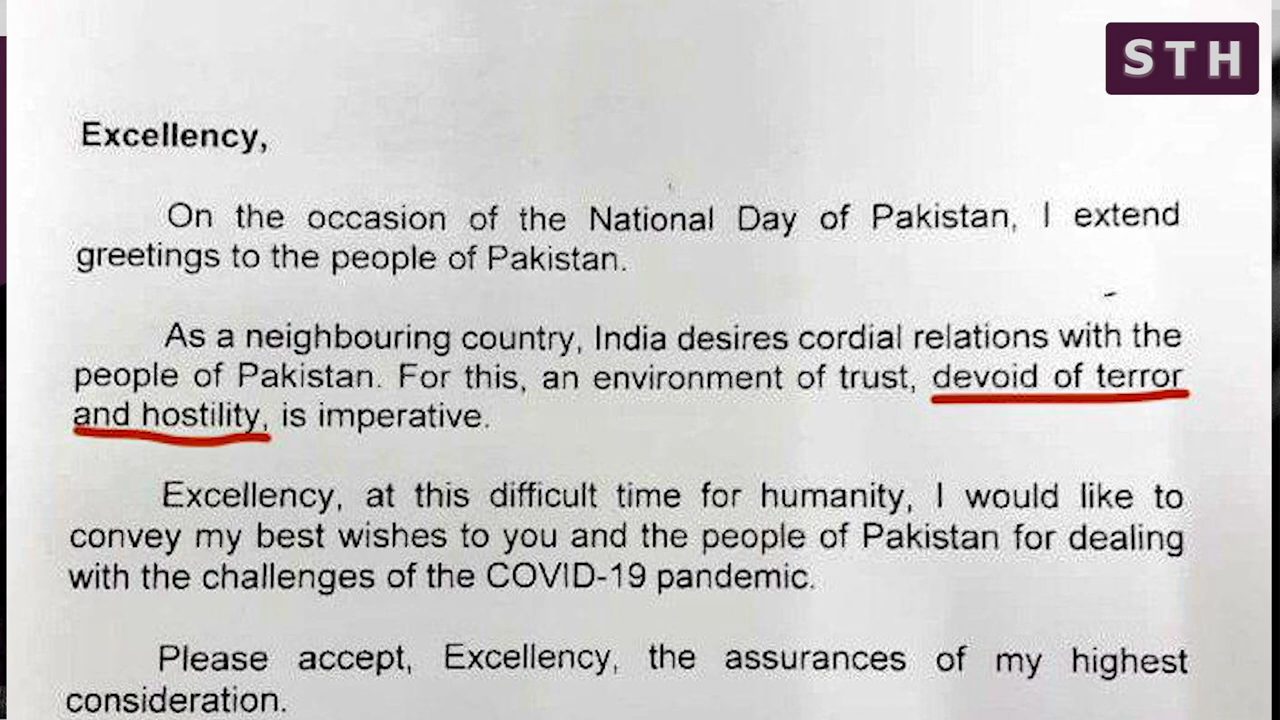 STH
Excellency,
On the occasion of the National Day of Pakistan, I extend
greetings to the people of Pakistan.
As a neighbouring country, India desires cordial relations with the
people of Pakistan. For this, an environment of trust, devoid of terror
and hostility, is imperative.
Excellency, at this difficult time for humanity, I would like to
convey my best wishes to you and the people of Pakistan for dealing
with the challenges of the COVID-19 pandemic.
Please accept, Excellency, the assurances of my highest
consideration.